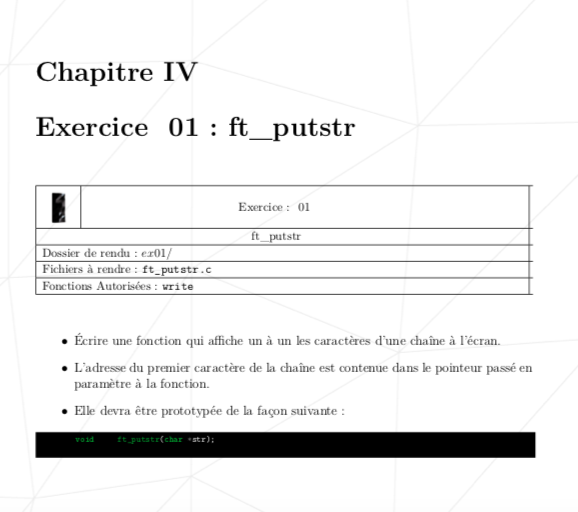 Chapitre IV
Exercice 01 : ft_putstr
Exercice : 01
ft_putstr
Dossier de rendu : ex01/
Fichiers à rendre : ft_putstr.c
Fonctions Autorisées : write
• Écrire une fonction qui affiche un à un les caractères d'une chaîne à l'écran.
• L'adresse du premier caractère de la chaîne est contenue dans le pointeur passé en
paramètre à la fonction.
• Elle devra être prototypée de la façon suivante :
void ft_putstr(char *str);